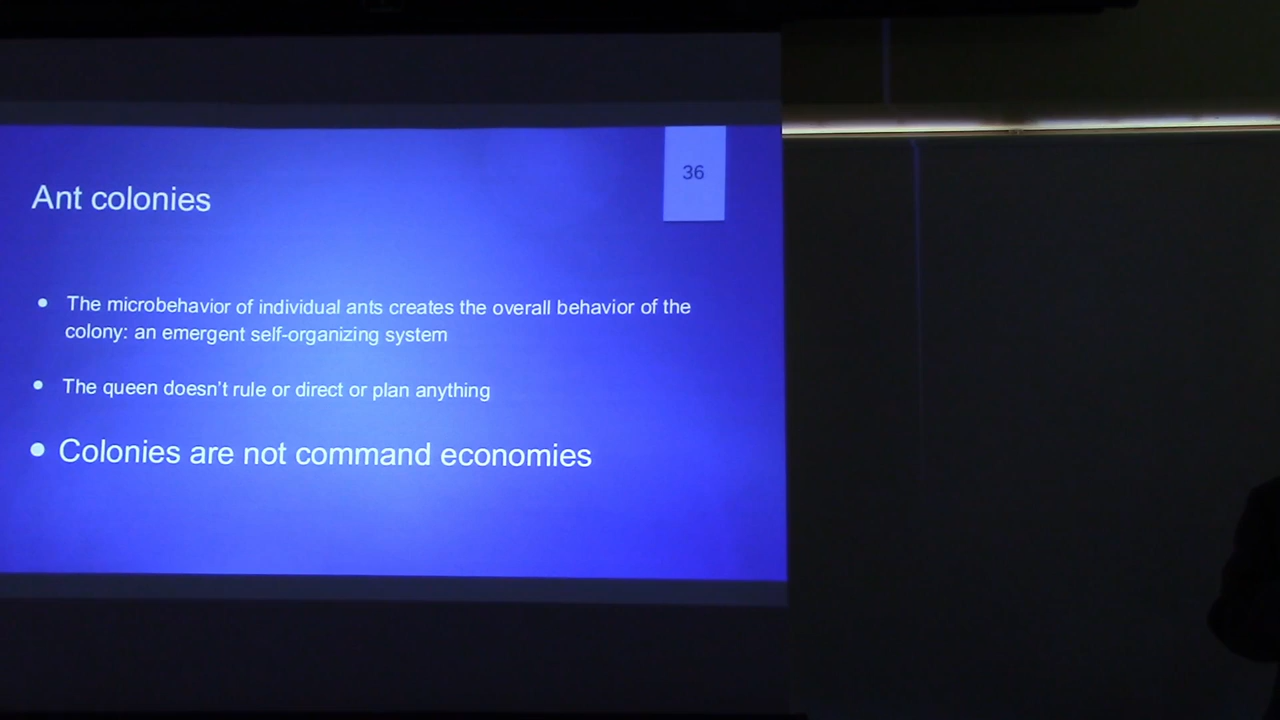 36
Ant colonies
• The microbehavior of individual ants creates the overall behavior of the
colony: an emergent self-organizing system
• The queen doesn't rule or direct or plan anything
• Colonies are not command economies